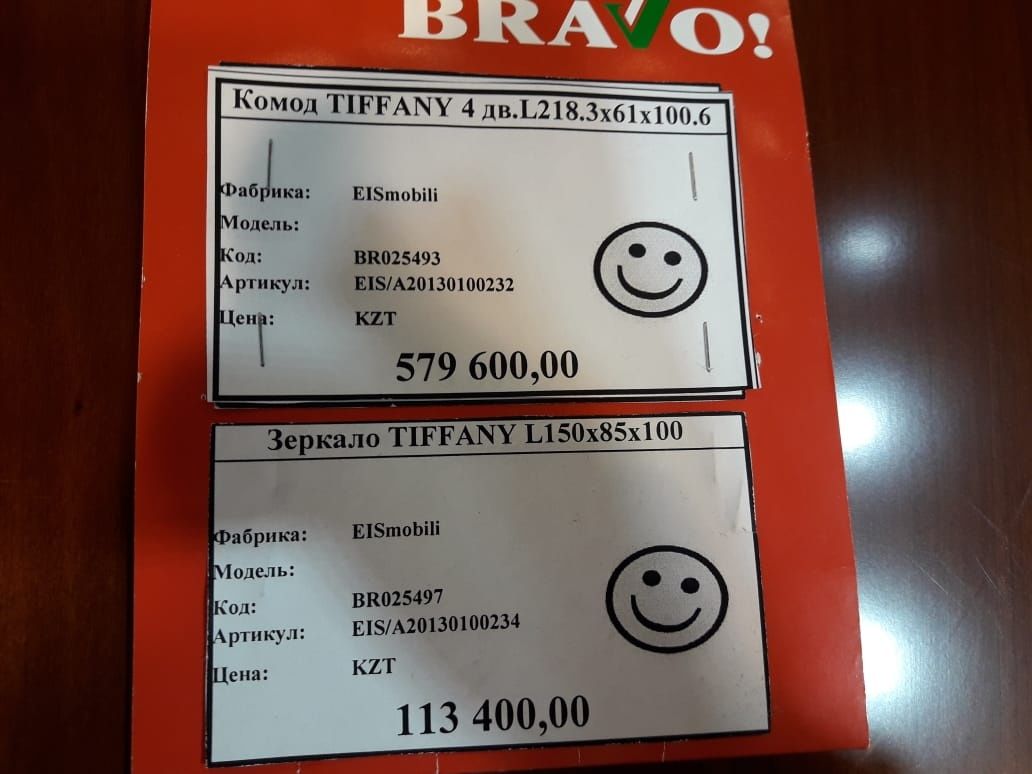 BRAVO!
Комод TIFFANY 4 дв.L218.3x61x100.6
Фабрика: EISmobili
Модель:
Код: BR025493
Артикул: EIS/A20130100232
Цена: KZT
579 600,00
Зеркало TIFFANY L150x85x100
Фабрика: EISmobili
Модель:
Код: BR025497
Артикул: EIS/A20130100234
Цена: KZT
113 400,00